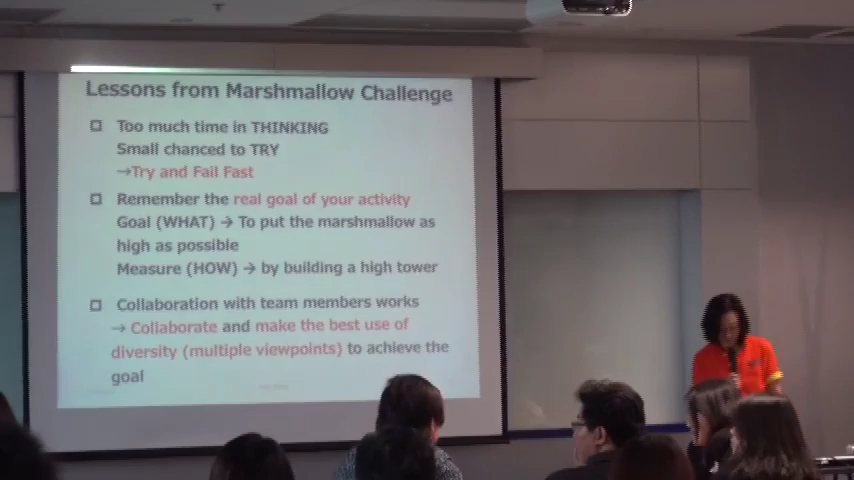 Lessons from Marshmallow Challenge
☐ Too much time in THINKING
Small chanced to TRY
→Try and Fail Fast
☐ Remember the real goal of your activity
Goal (WHAT) → To put the marshmallow as
high as possible
Measure (HOW) → by building a high tower
☐ Collaboration with team members works
→ Collaborate and make the best use of
diversity (multiple viewpoints) to achieve the
goal